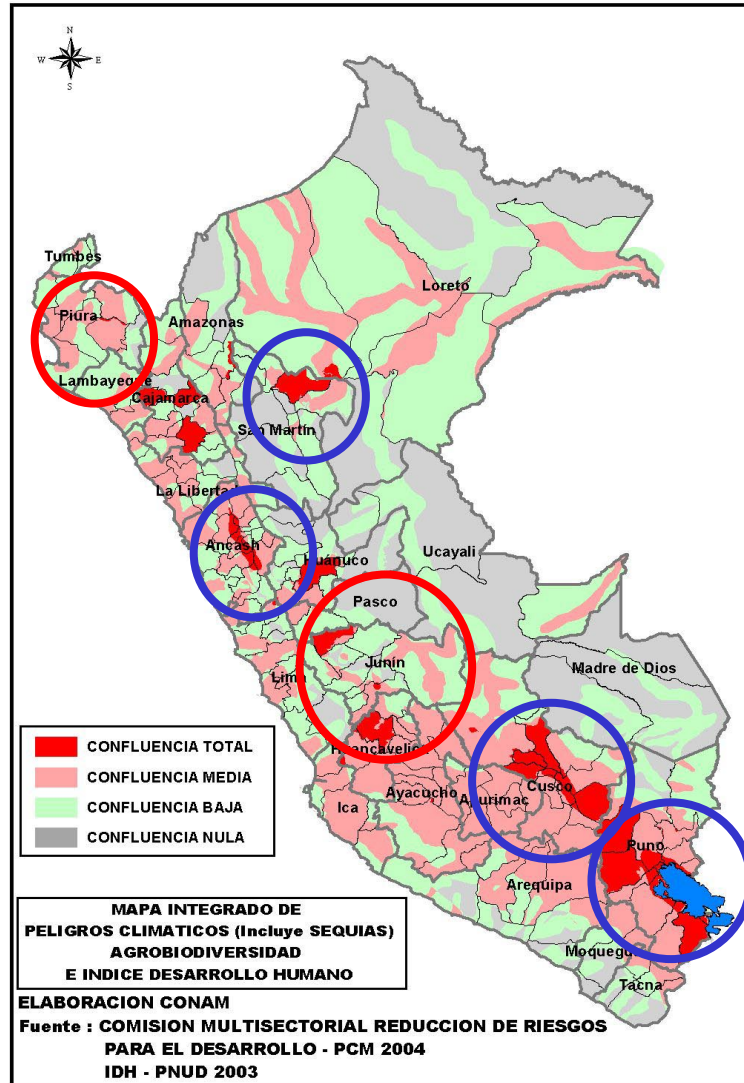 N
W E
S
Tumbes
Piura
Lambayeque
Amazonas
Cajamarca
Loreto
San Martín
La Libertad
Ancash
Huánuco
Ucayali
Pasco
Junín
Lima
Madre de Dios
Huancavelica
Cusco
Ica
Ayacucho
Apurimac
Puno
Arequipa
Moquegua
Tacna
CONFLUENCIA TOTAL
CONFLUENCIA MEDIA
CONFLUENCIA BAJA
CONFLUENCIA NULA
MAPA INTEGRADO DE
PELIGROS CLIMATICOS (Incluye SEQUIAS)
AGROBIODIVERSIDAD
E INDICE DESARROLLO HUMANO
ELABORACION CONAM
Fuente : COMISION MULTISECTORIAL REDUCCION DE RIESGOS
PARA EL DESARROLLO - PCM 2004
IDH - PNUD 2003